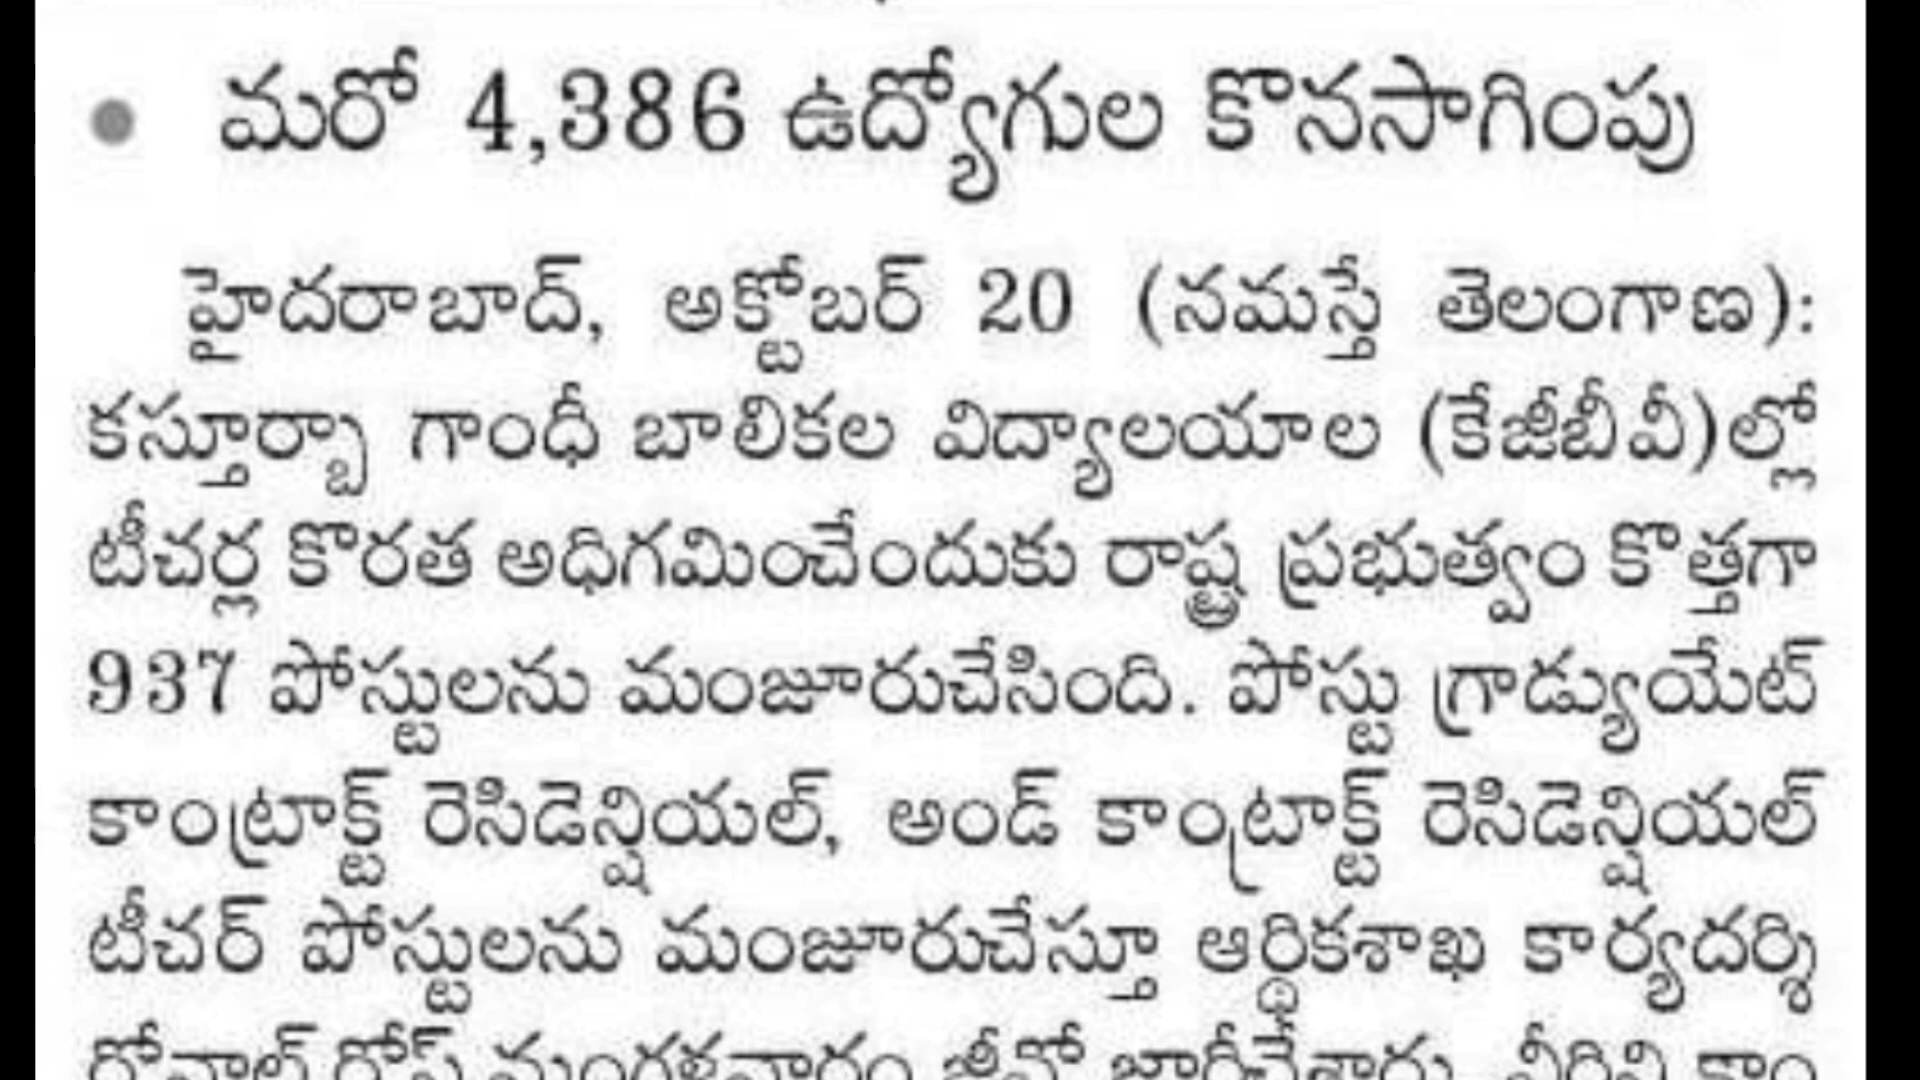 • మరో 4,386 ఉద్యోగుల కొనసాగింపు
హైదరాబాద్, అక్టోబర్ 20 (నమస్తే తెలంగాణ):
కస్తూర్బా గాంధీ బాలికల విద్యాలయాల (కేజీబీవీ)ల్లో
టీచర్ల కొరత అధిగమించేందుకు రాష్ట్ర ప్రభుత్వం కొత్తగా
937 పోస్టులను మంజూరుచేసింది. పోస్టు గ్రాడ్యుయేట్
కాంట్రాక్ట్ రెసిడెన్షియల్, అండ్ కాంట్రాక్ట్ రెసిడెన్షియల్
టీచర్ పోస్టులను మంజూరుచేస్తూ ఆర్థికశాఖ కార్యదర్శి